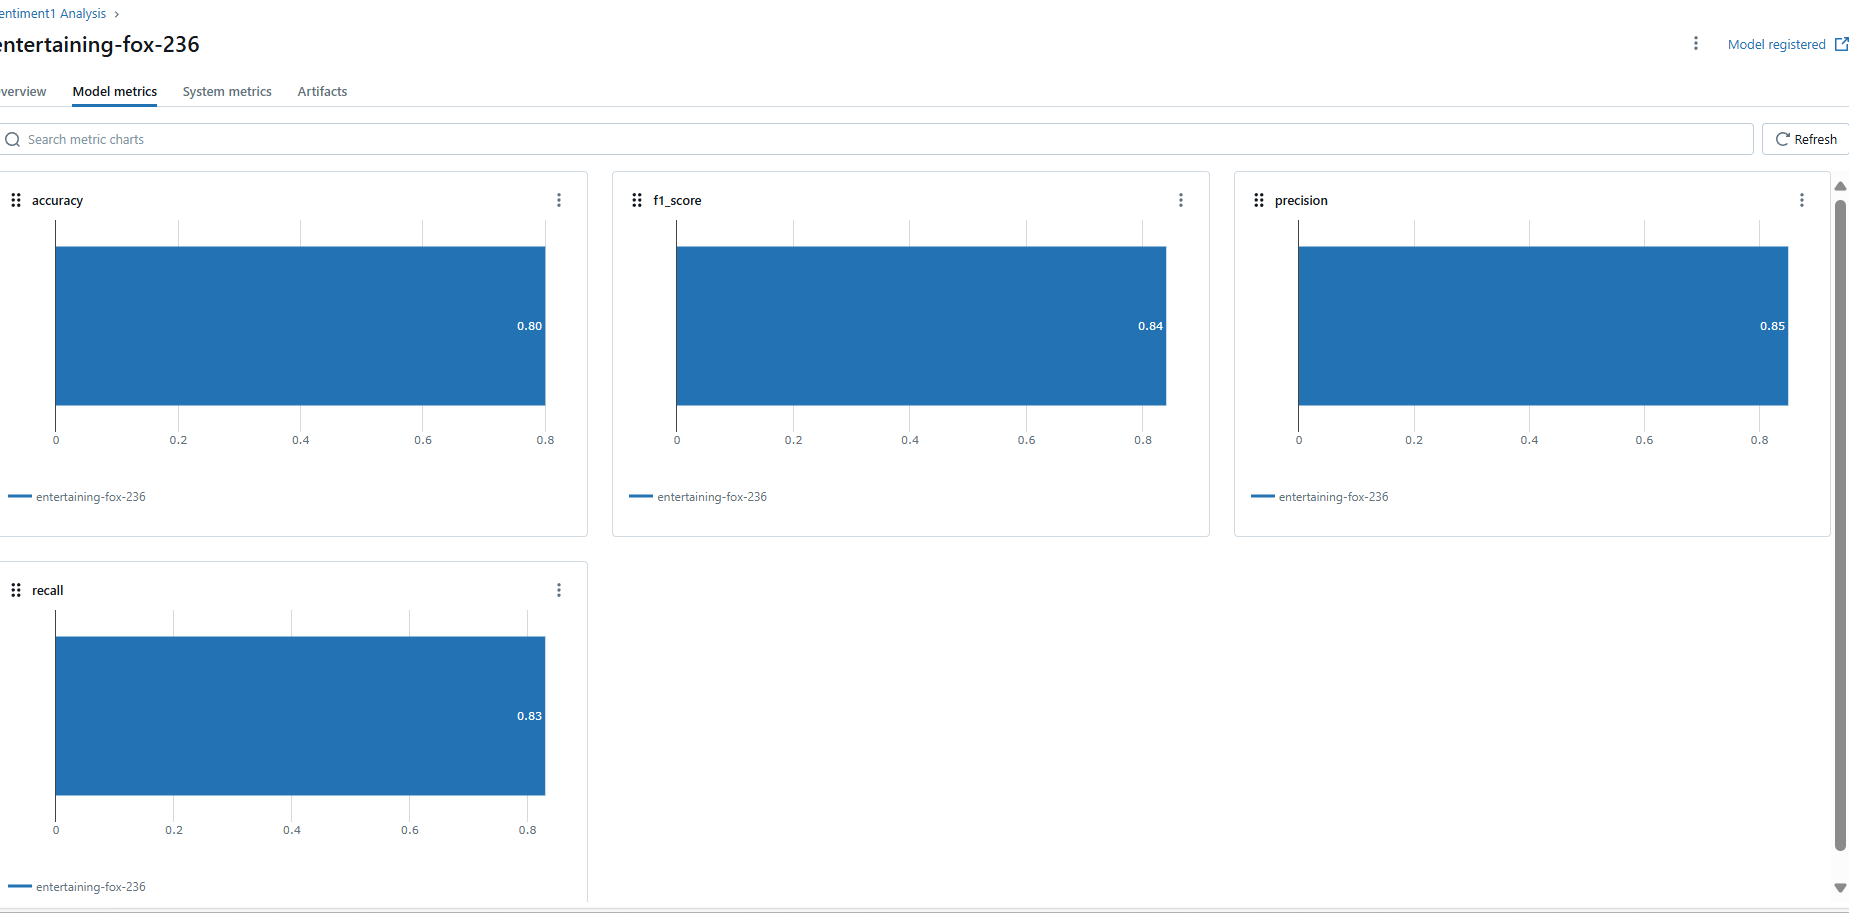 entiment1 Analysis ›
entertaining-fox-236
Model registered
verview Model metrics System metrics Artifacts
Search metric charts
Refresh
accuracy
0.80
0 0.2 0.4 0.6 0.8
entertaining-fox-236
f1_score
0.84
0 0.2 0.4 0.6 0.8
entertaining-fox-236
precision
0.85
0 0.2 0.4 0.6 0.8
entertaining-fox-236
recall
0.83
0 0.2 0.4 0.6 0.8
entertaining-fox-236